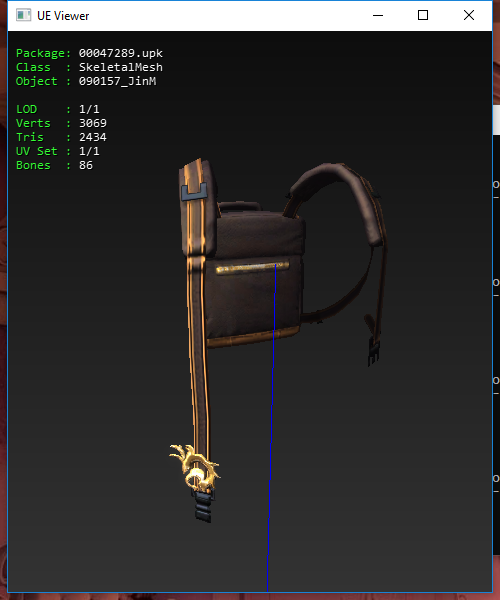 UE Viewer
Package: 00047289.upk
Class : SkeletalMesh
Object : 090157_JinM
LOD : 1/1
Verts : 3069
Tris : 2434
UV Set : 1/1
Bones : 86